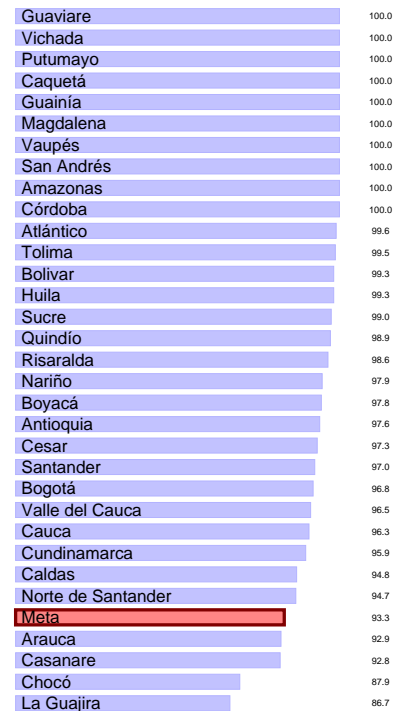 Guaviare 100.0
Vichada 100.0
Putumayo 100.0
Caquetá 100.0
Guainía 100.0
Magdalena 100.0
Vaupés 100.0
San Andrés 100.0
Amazonas 100.0
Córdoba 100.0
Atlántico 99.6
Tolima 99.5
Bolivar 99.3
Huila 99.3
Sucre 99.0
Quindío 98.9
Risaralda 98.6
Nariño 97.9
Boyacá 97.8
Antioquia 97.6
Cesar 97.3
Santander 97.0
Bogotá 96.8
Valle del Cauca 96.5
Cauca 96.3
Cundinamarca 95.9
Caldas 94.8
Norte de Santander 94.7
Meta 93.3
Arauca 92.9
Casanare 92.8
Chocó 87.9
La Guajira 86.7